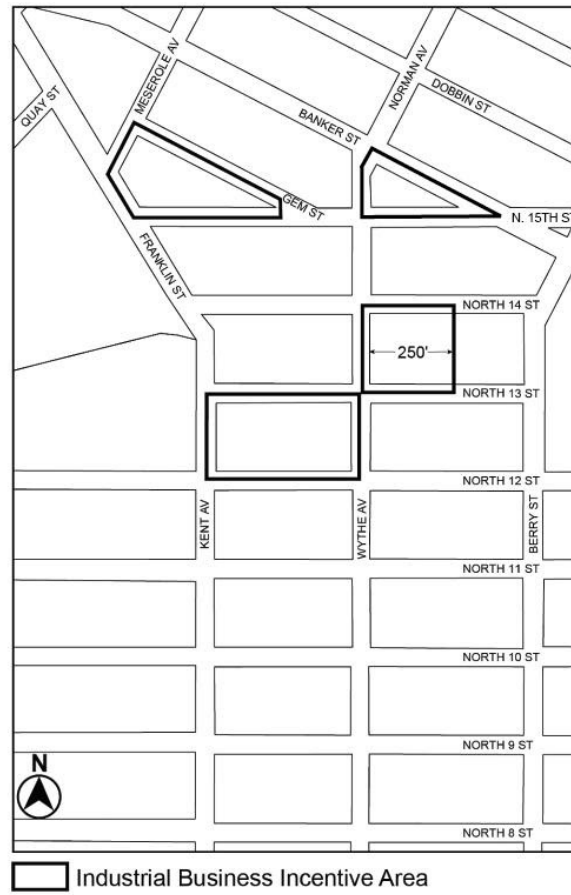 MESEROLE AV
NORMAN AV
QUAY ST
DOBBIN ST
BANKER ST
GEM ST
N. 15TH ST
FRANKLIN ST
NORTH 14 ST
250'
NORTH 13 ST
NORTH 12 ST
KENT AV
WYTHE AV
BERRY ST
NORTH 11 ST
NORTH 10 ST
NORTH 9 ST
N
NORTH 8 ST
Industrial Business Incentive Area